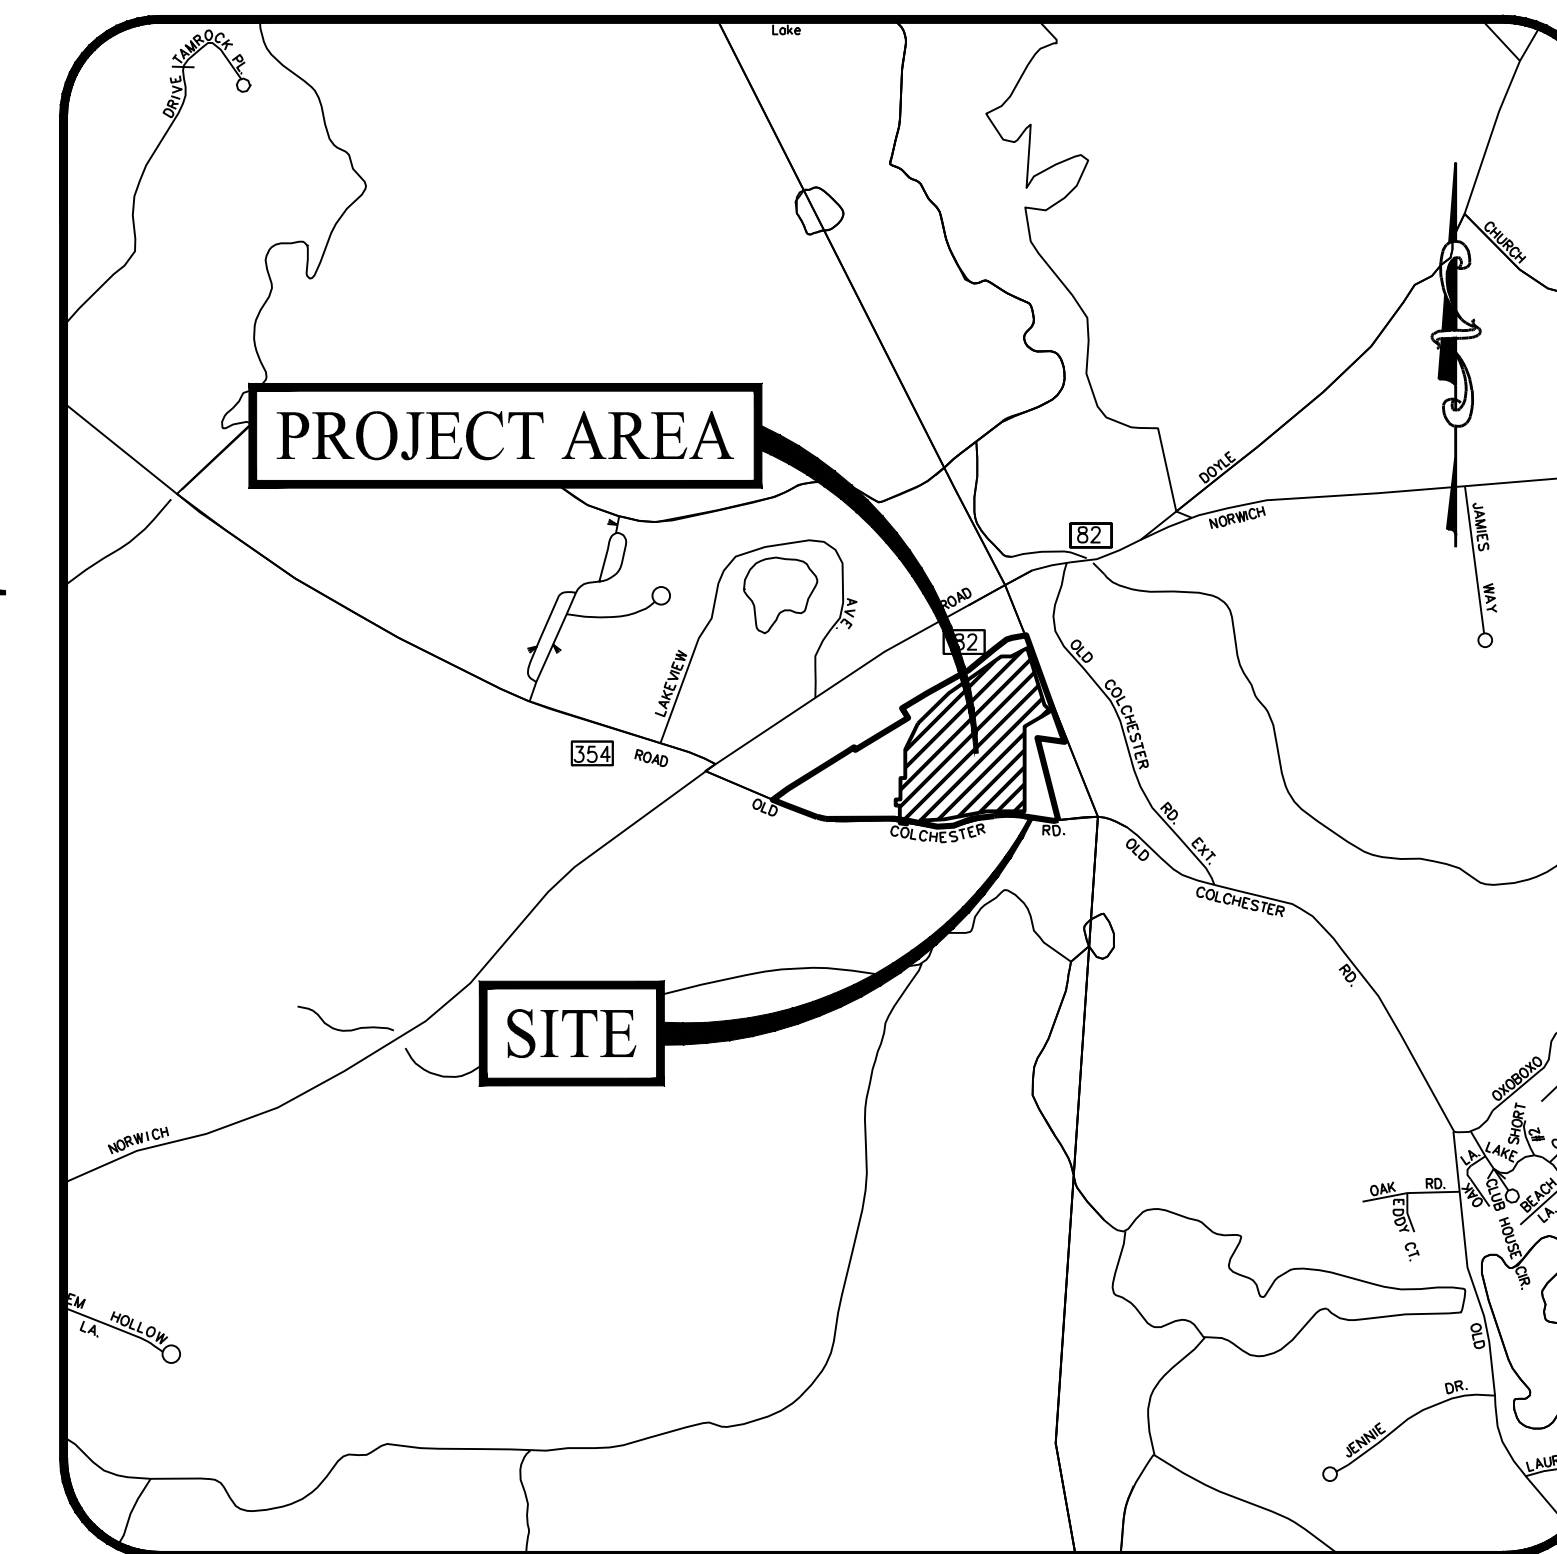 Lake
TAMROCK PL.
DRIVE
CHURCH
PROJECT AREA
DOYLE
NORWICH
82
JAMIES WAY
ROAD
AVE.
82
LAKEVIEW
OLD COLCHESTER RD. EXT.
354
ROAD
OLD COLCHESTER RD.
OLD COLCHESTER RD.
SITE
NORWICH
OXOBOXO
SHORT
#2
LAKE
LA.
OAK
CLUB HOUSE CIR.
BEACH
LA.
OAK RD.
EDDY CT.
EM HOLLOW
LA.
OLD
JENNIE DR.
LAUR